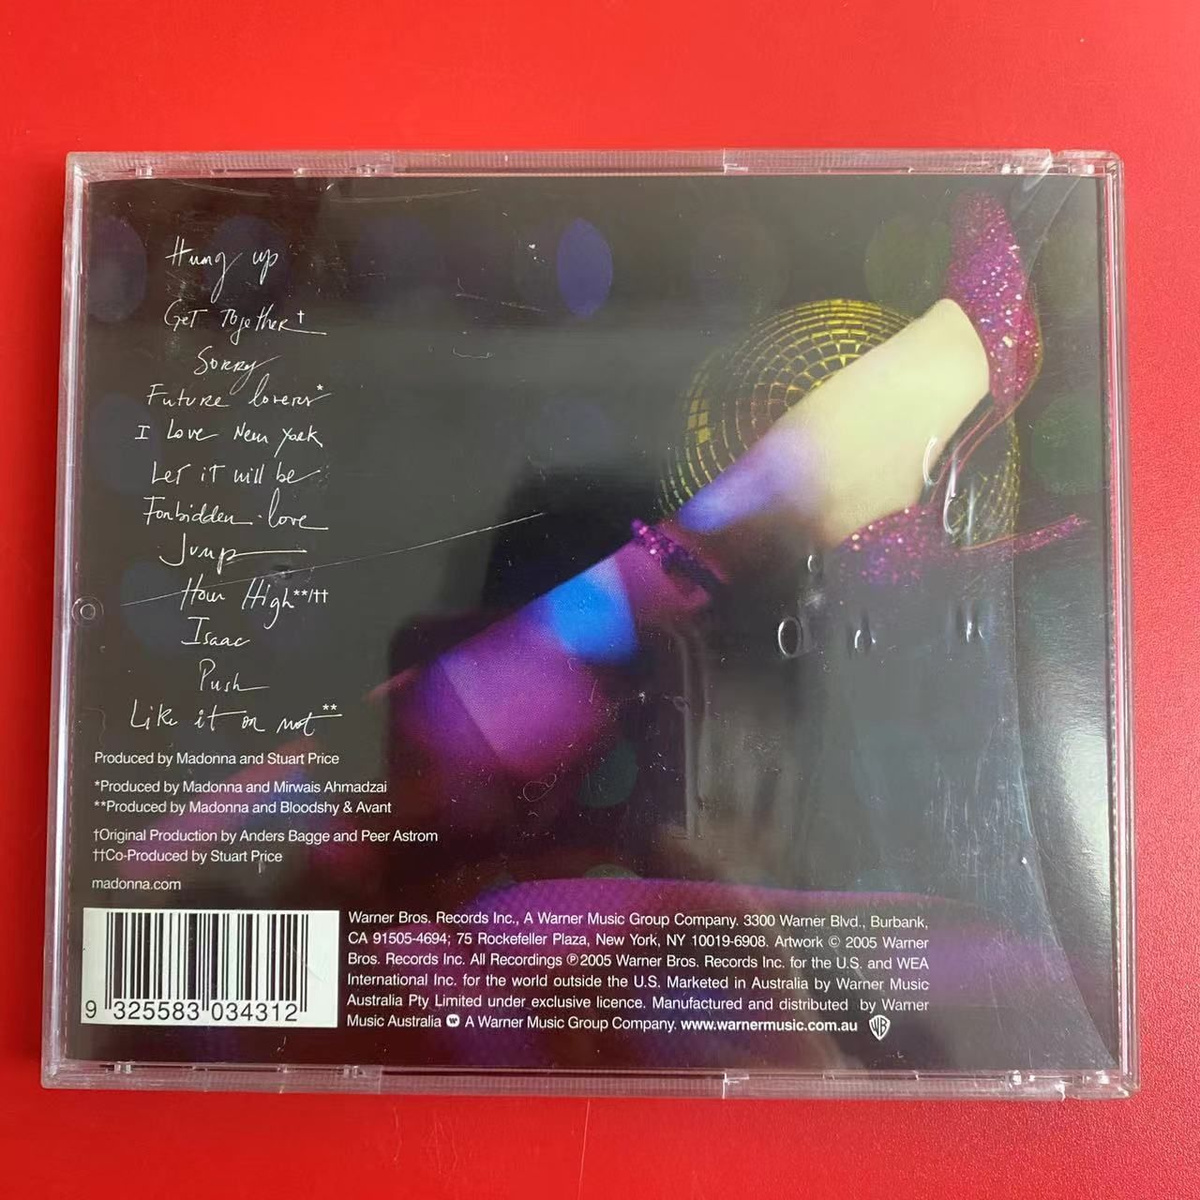 Hung up
Get Together†
Sorry
Future lovers*
I Love New York
Let it will be
Forbidden love
Jump
How High**/††
Isaac
Push
Like it or not**
Produced by Madonna and Stuart Price
*Produced by Madonna and Mirwais Ahmadzai
**Produced by Madonna and Bloodshy & Avant
†Original Production by Anders Bagge and Peer Astrom
††Co-Produced by Stuart Price
madonna.com
9 325583 034312
Warner Bros. Records Inc., A Warner Music Group Company. 3300 Warner Blvd., Burbank,
CA 91505-4694; 75 Rockefeller Plaza, New York, NY 10019-6908. Artwork © 2005 Warner
Bros. Records Inc. All Recordings ℗2005 Warner Bros. Records Inc. for the U.S. and WEA
International Inc. for the world outside the U.S. Marketed in Australia by Warner Music
Australia Pty Limited under exclusive licence. Manufactured and distributed by Warner
Music Australia A Warner Music Group Company. www.warnermusic.com.au
WB